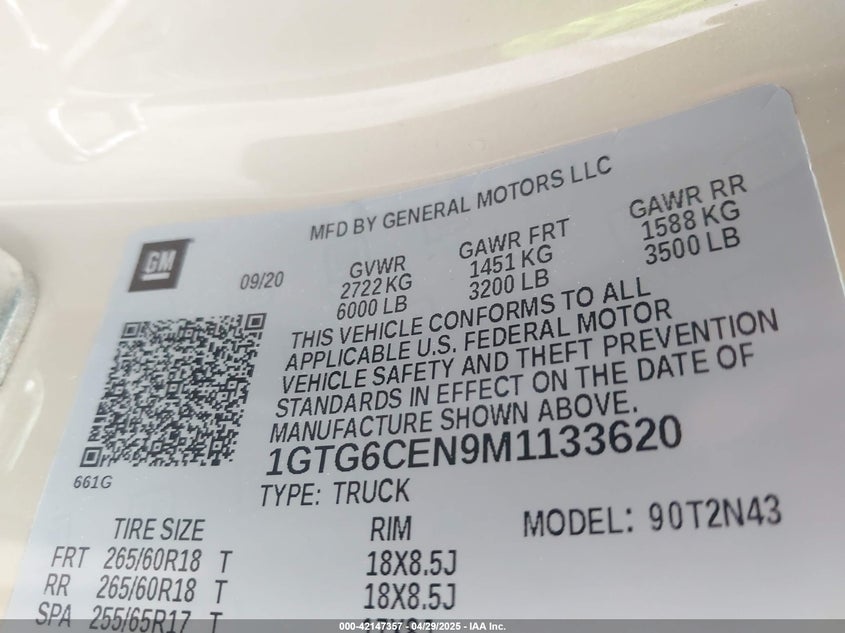 MFD BY GENERAL MOTORS LLC
GM
09/20
GVWR
2722 KG
6000 LB
GAWR FRT
1451 KG
3200 LB
GAWR RR
1588 KG
3500 LB
THIS VEHICLE CONFORMS TO ALL
APPLICABLE U.S. FEDERAL MOTOR
VEHICLE SAFETY AND THEFT PREVENTION
STANDARDS IN EFFECT ON THE DATE OF
MANUFACTURE SHOWN ABOVE.
1GTG6CEN9M1133620
661G
TYPE: TRUCK
MODEL: 90T2N43
TIRE SIZE RIM
FRT 265/60R18 T 18X8.5J
RR 265/60R18 T 18X8.5J
SPA 255/65R17 T
000-42147357 - 04/29/2025 - IAA Inc.